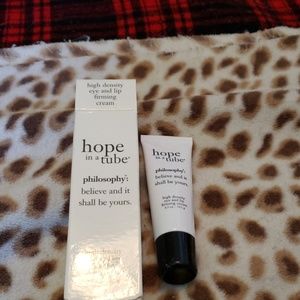 high density
eye and lip
firming
cream
hope
in a
tube®
philosophy®:
believe and it
shall be yours.
hope
in a
tube®
philosophy®:
believe and it
shall be yours.
high density
eye and lip
firming cream